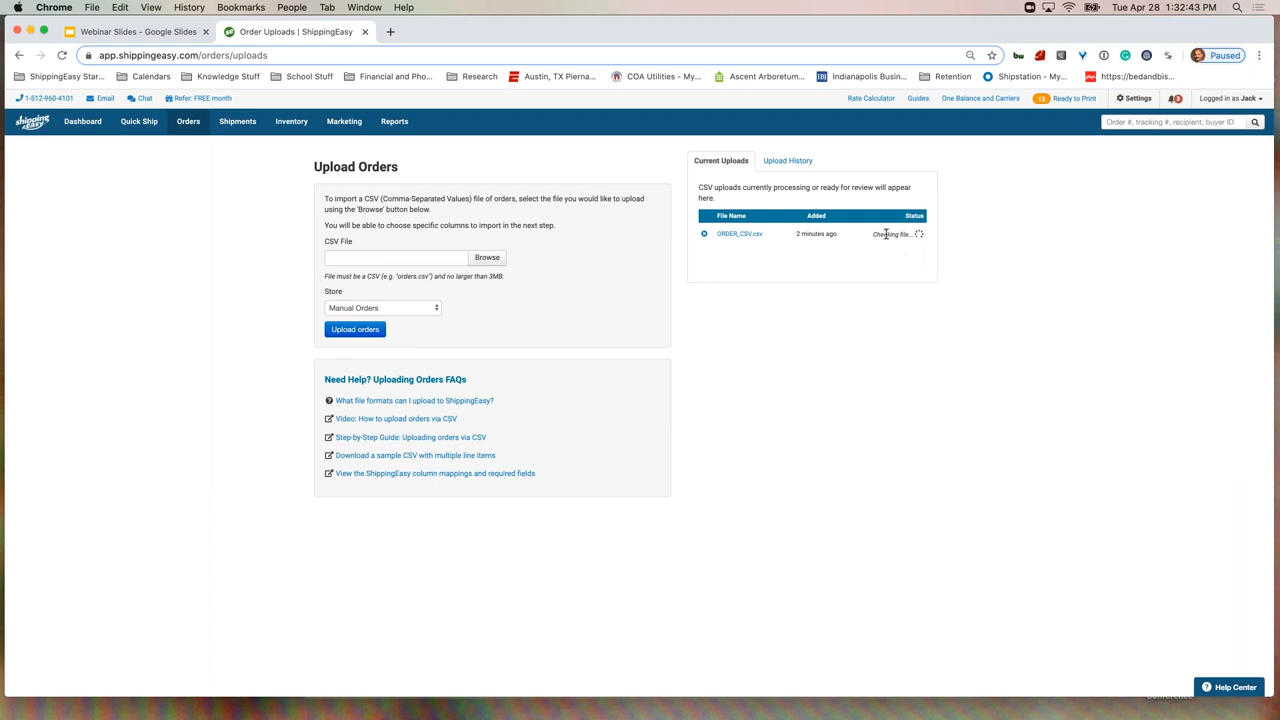 Chrome File Edit View History Bookmarks People Tab Window Help Tue Apr 28 1:32:43 PM
Webinar Slides - Google Slides Order Uploads | ShippingEasy
app.shippingeasy.com/orders/uploads Paused
ShippingEasy Star... Calendars Knowledge Stuff School Stuff Financial and Pho... Research Austin, TX Pierna... COA Utilities - My... Ascent Arboretum... Indianapolis Busin... Retention Shipstation - My... https://bedandbis...
1-512-960-4101 Email Chat Refer: FREE month Rate Calculator Guides One Balance and Carriers 13 Ready to Print Settings 3 Logged in as Jack
shipping easy Dashboard Quick Ship Orders Shipments Inventory Marketing Reports Order #, tracking #, recipient, buyer ID
Upload Orders
To import a CSV (Comma-Separated Values) file of orders, select the file you would like to upload
using the 'Browse' button below.
You will be able to choose specific columns to import in the next step.
CSV File
Browse
File must be a CSV (e.g. "orders.csv") and no larger than 3MB.
Store
Manual Orders
Upload orders
Need Help? Uploading Orders FAQs
What file formats can I upload to ShippingEasy?
Video: How to upload orders via CSV
Step-by-Step Guide: Uploading orders via CSV
Download a sample CSV with multiple line items
View the ShippingEasy column mappings and required fields
Current Uploads Upload History
CSV uploads currently processing or ready for review will appear
here.
File Name Added Status
ORDER_CSV.csv 2 minutes ago Checking file...
Help Center